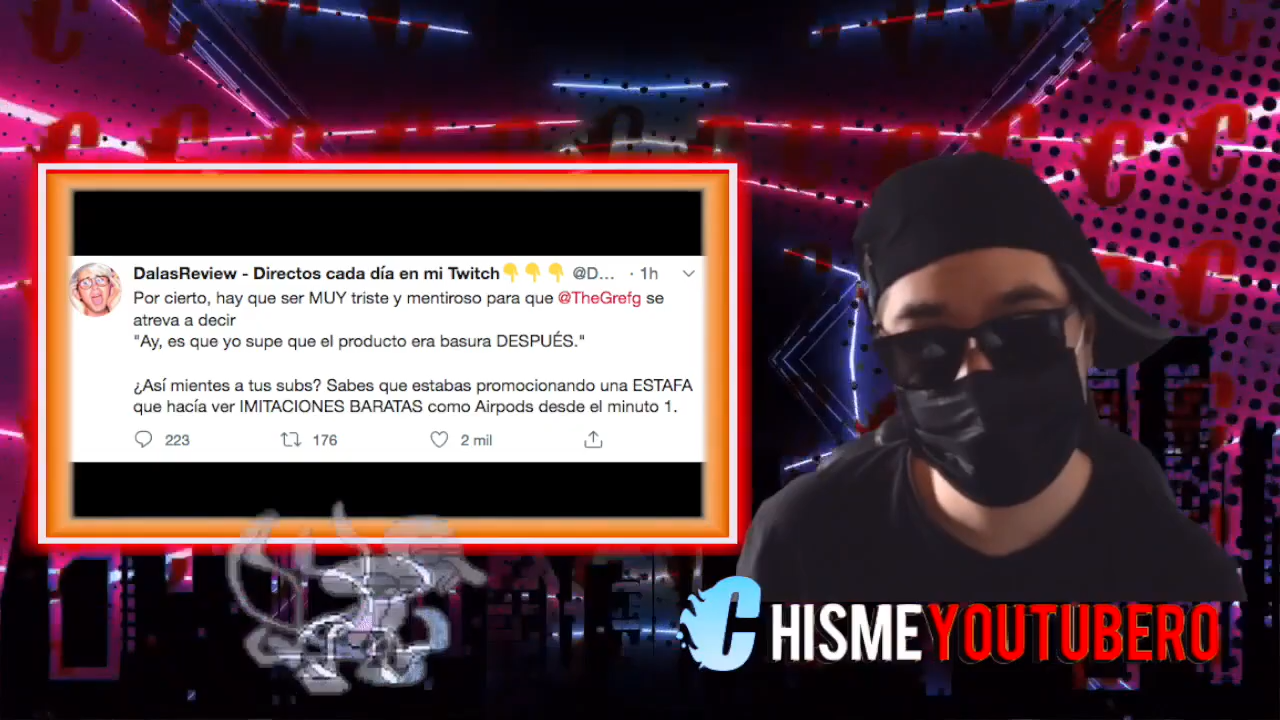 DalasReview - Directos cada día en mi Twitch👇👇👇 @D... · 1h
Por cierto, hay que ser MUY triste y mentiroso para que @TheGrefg se
atreva a decir
"Ay, es que yo supe que el producto era basura DESPUÉS."
¿Así mientes a tus subs? Sabes que estabas promocionando una ESTAFA
que hacía ver IMITACIONES BARATAS como Airpods desde el minuto 1.
223 176 2 mil
CHISMEYOUTUBERO